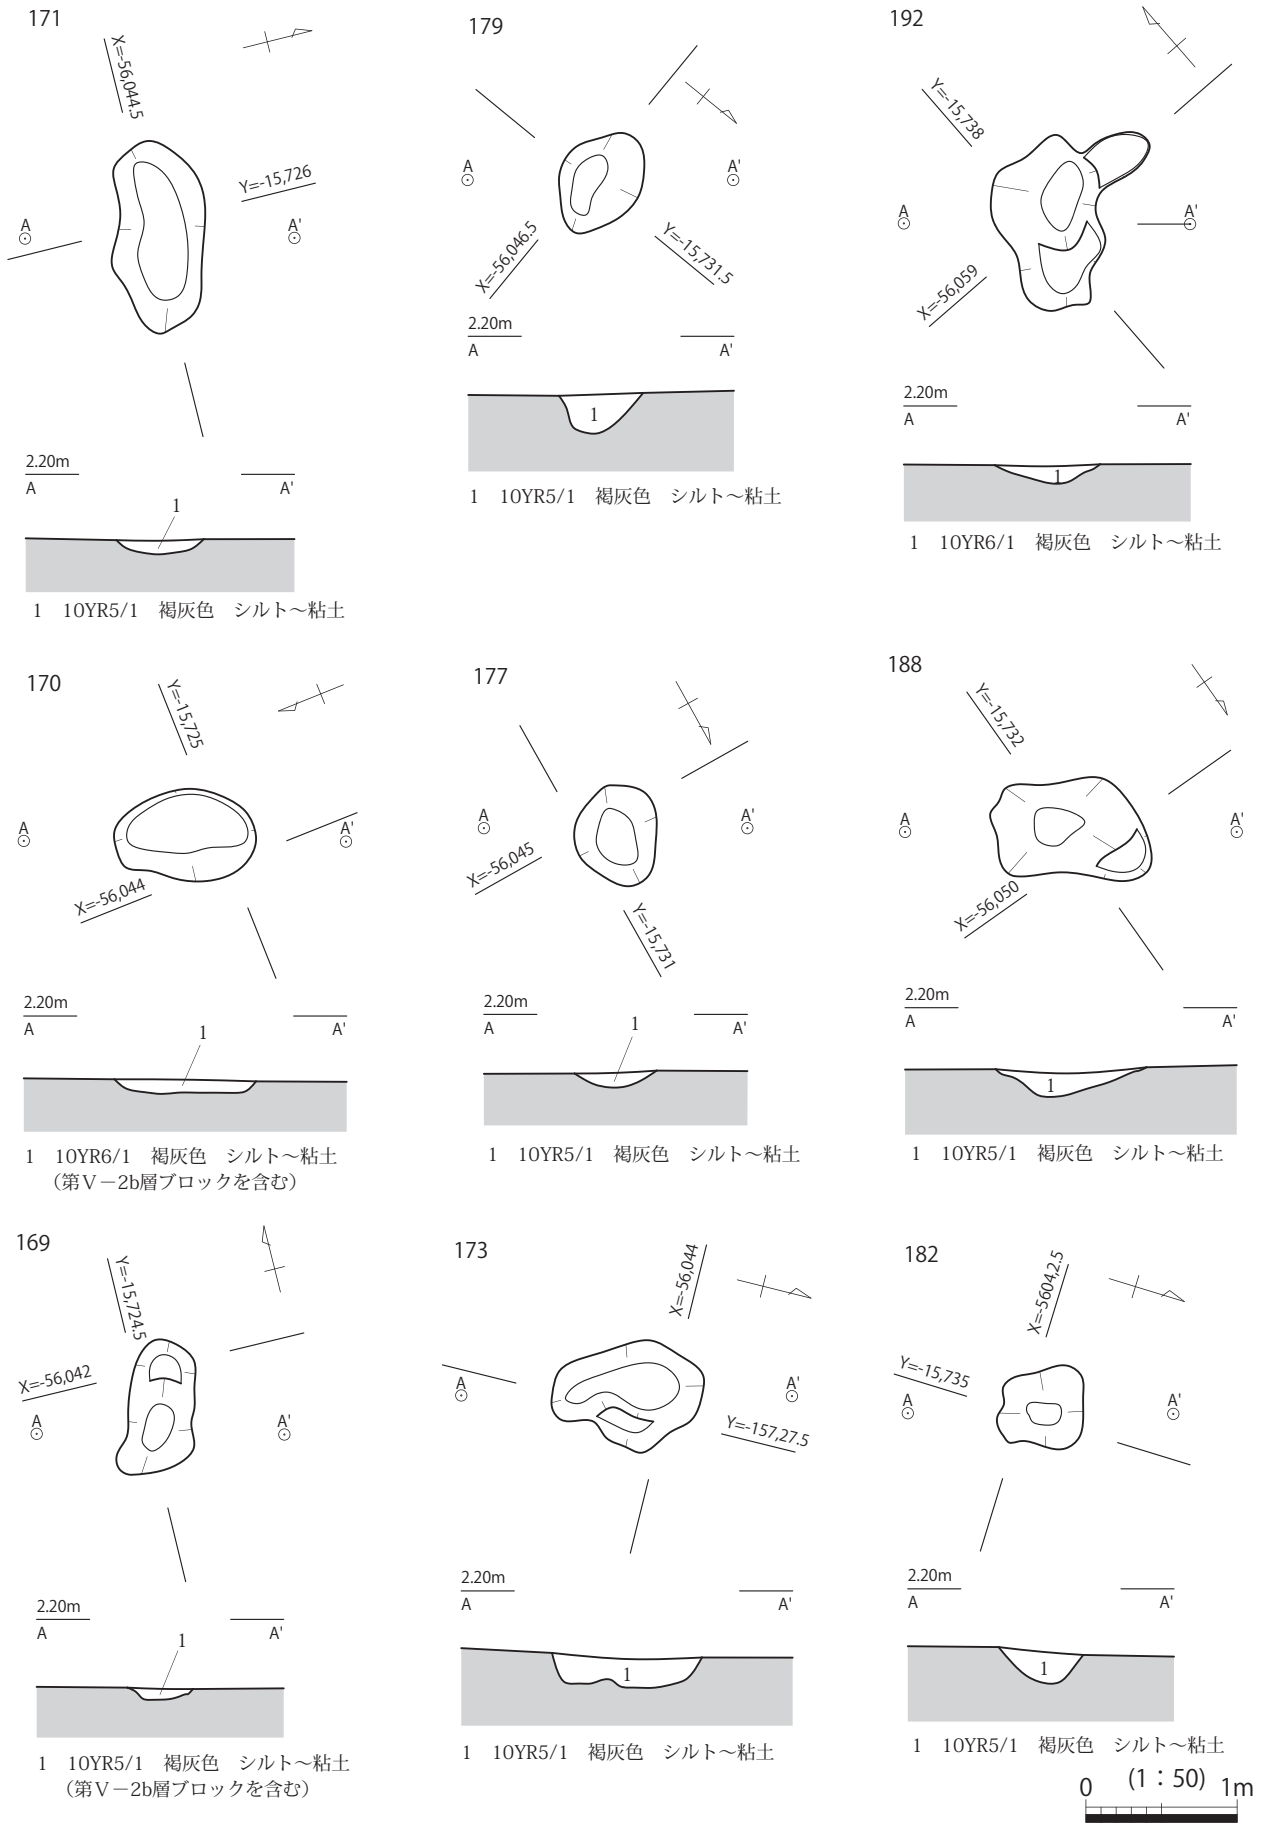 171
X=-56,044.5
Y=-15,726
A
A'
2.20m
A
A'
1
1　10YR5/1　褐灰色　シルト～粘土
179
A
A'
X=-56,046.5
Y=-15,731.5
2.20m
A
A'
1
1　10YR5/1　褐灰色　シルト～粘土
192
Y=-15,738
A
A'
X=-56,059
2.20m
A
A'
1
1　10YR6/1　褐灰色　シルト～粘土
170
Y=-15,725
A
A'
X=-56,044
2.20m
A
A'
1
1　10YR6/1　褐灰色　シルト～粘土
（第Ⅴ－2b層ブロックを含む）
177
A
A'
X=-56,045
Y=-15,731
2.20m
A
A'
1
1　10YR5/1　褐灰色　シルト～粘土
188
Y=-15,732
A
A'
X=-56,050
2.20m
A
A'
1
1　10YR5/1　褐灰色　シルト～粘土
169
Y=-15,724.5
X=-56,042
A
A'
2.20m
A
A'
1
1　10YR5/1　褐灰色　シルト～粘土
（第Ⅴ－2b層ブロックを含む）
173
X=-56,044
A
A'
Y=-157,27.5
2.20m
A
A'
1
1　10YR5/1　褐灰色　シルト～粘土
182
X=-5604,2.5
Y=-15,735
A
A'
2.20m
A
A'
1
1　10YR5/1　褐灰色　シルト～粘土
0　(1：50)　1m